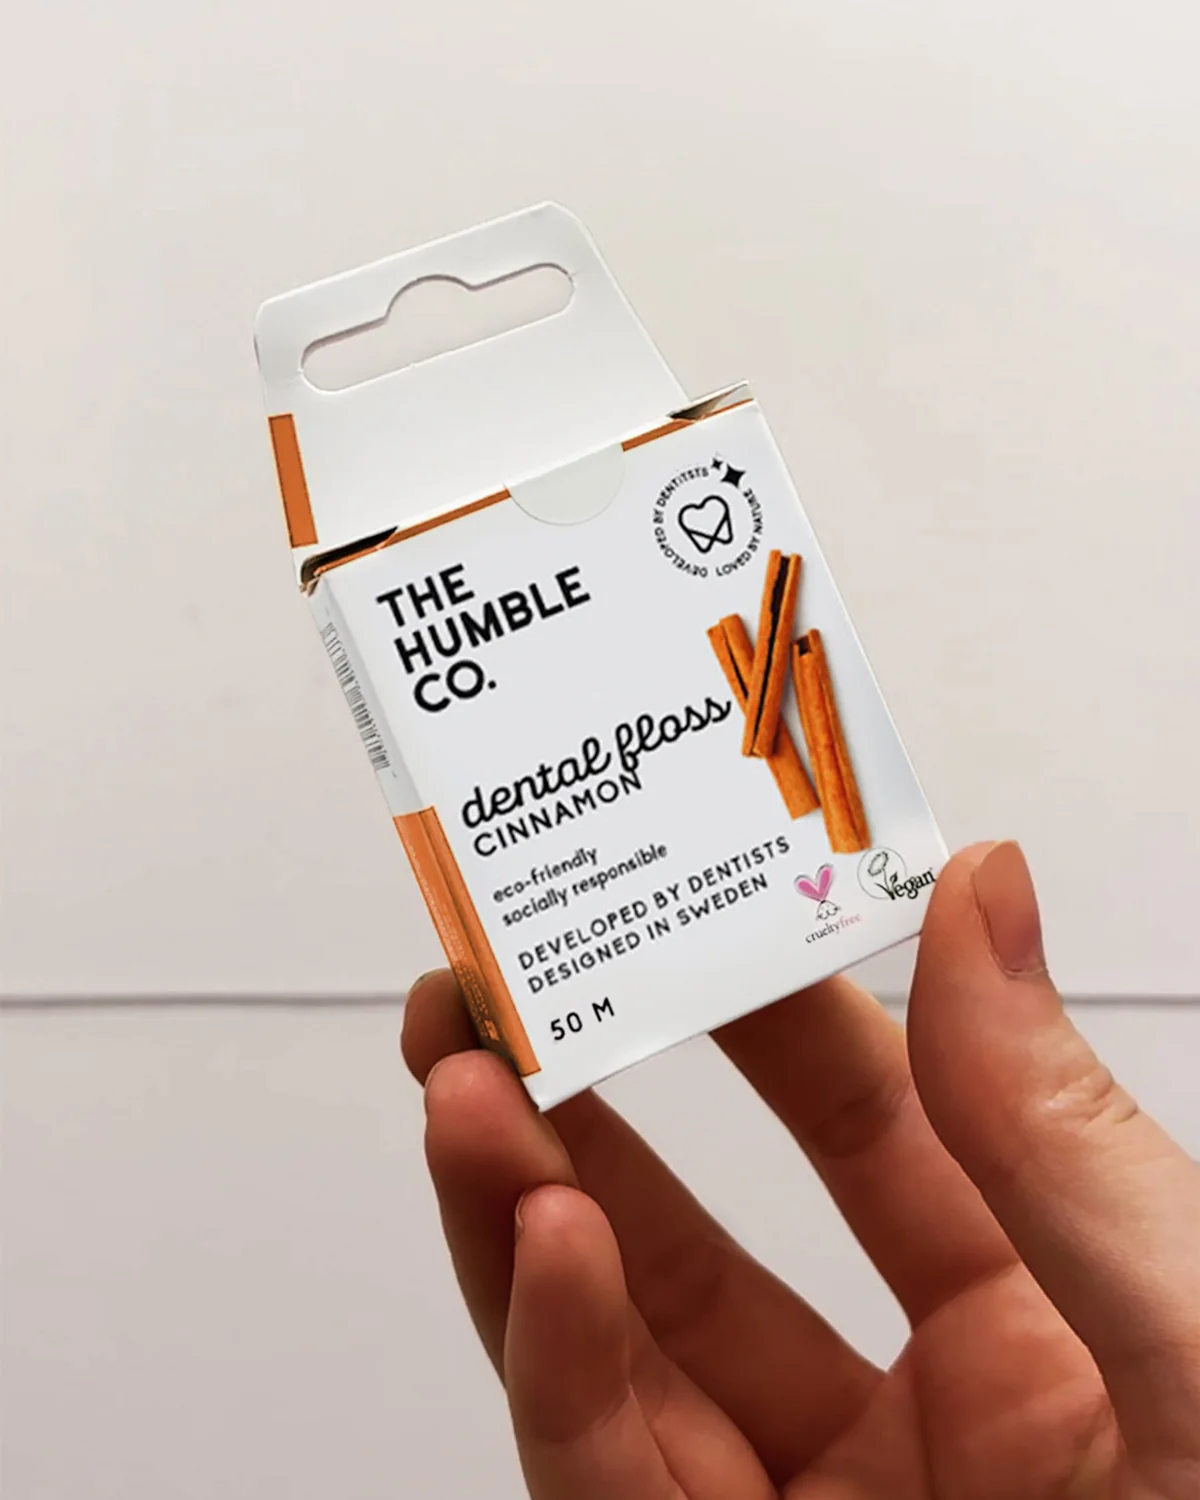 DEVELOPED BY DENTITSTS
LOVED BY NATURE
THE
HUMBLE
CO.
dental floss
CINNAMON
eco-friendly
socially responsible
DEVELOPED BY DENTISTS
DESIGNED IN SWEDEN
crueltyfree
Vegan
50 M